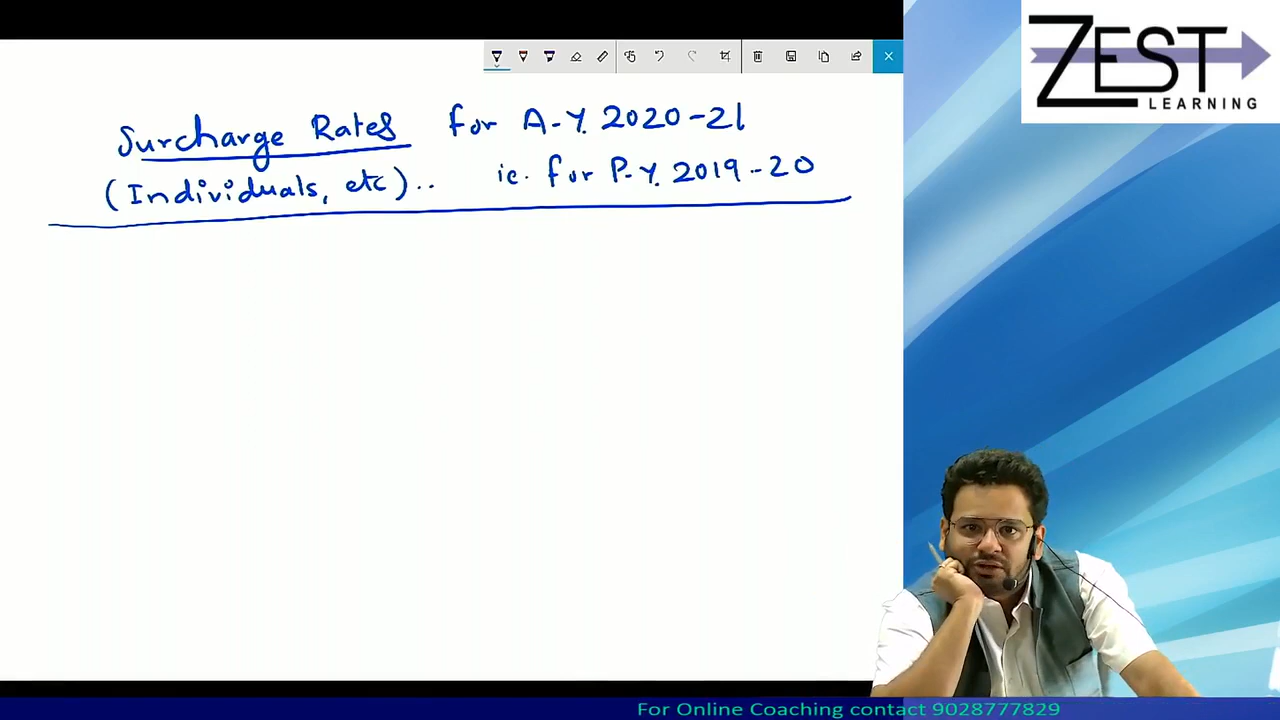 ZEST
LEARNING
Surcharge Rates for A.Y. 2020-21
(Individuals, etc).. ie. for P.Y. 2019-20
For Online Coaching contact 9028777829